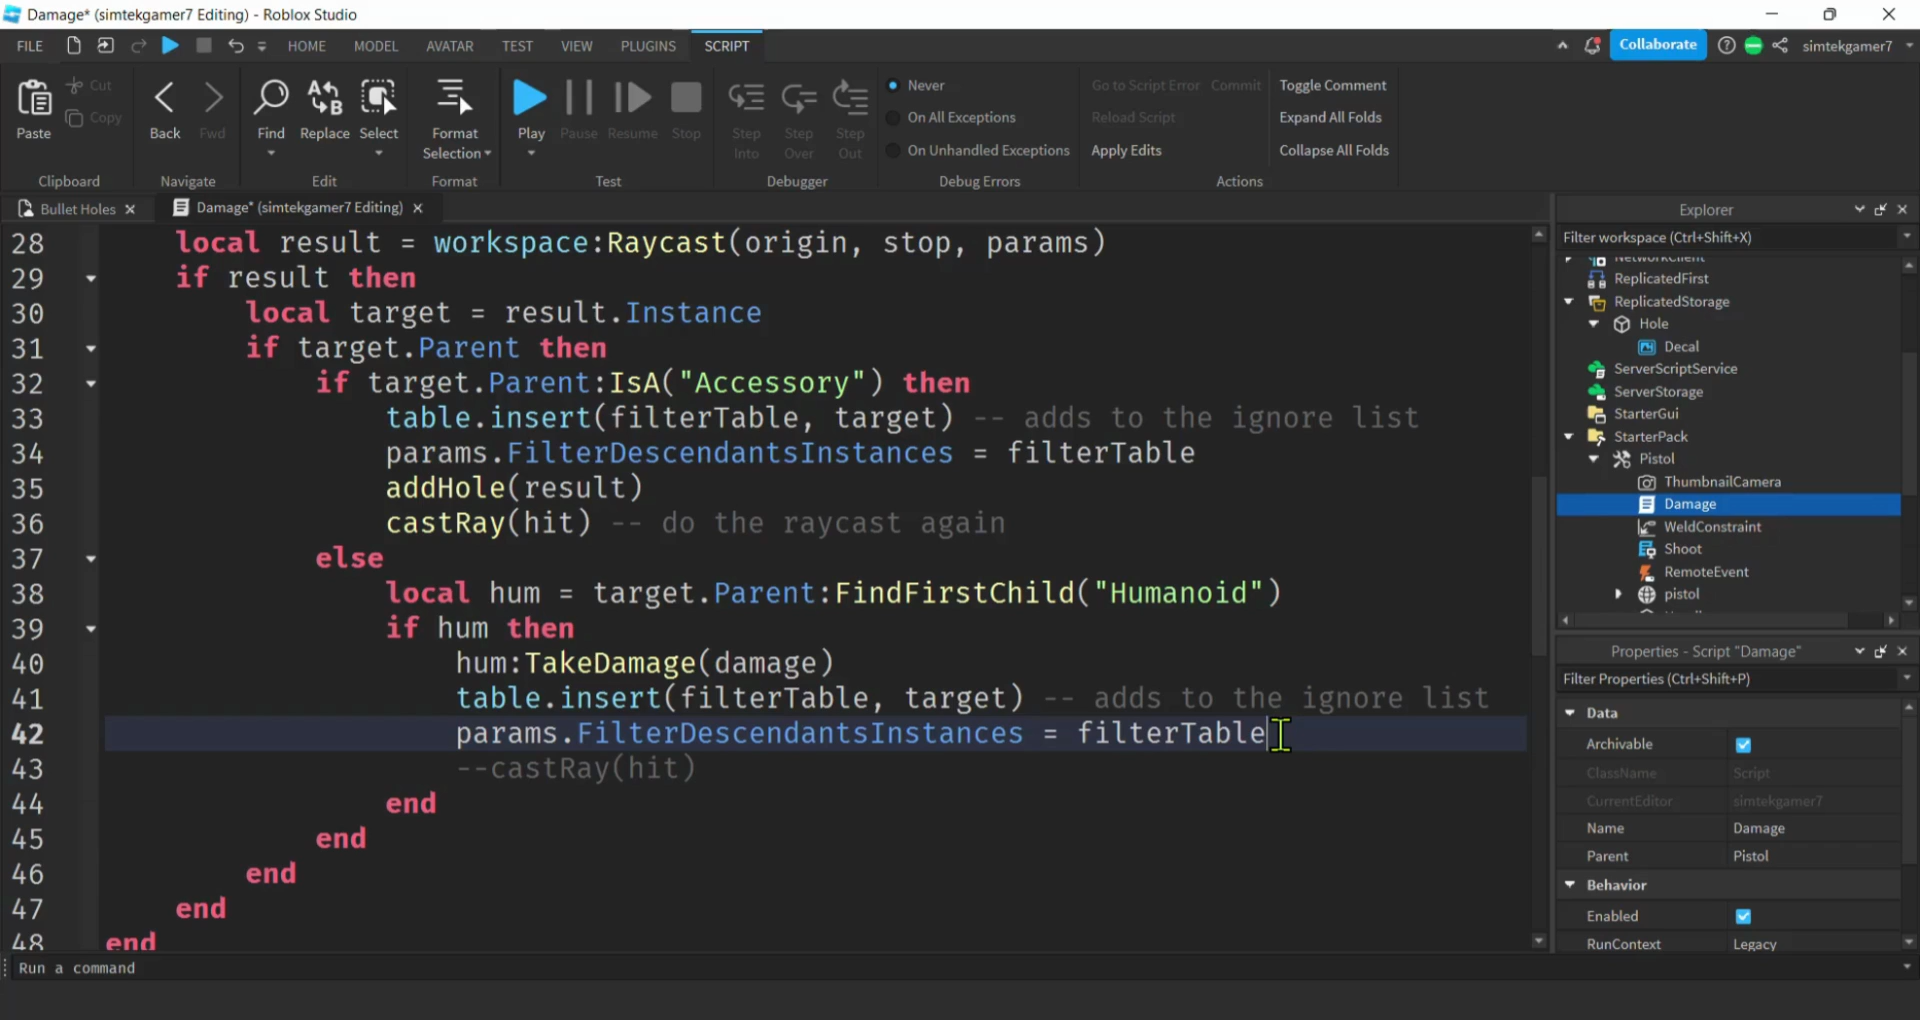 Damage* (simtekgamer7 Editing) - Roblox Studio
FILE HOME MODEL AVATAR TEST VIEW PLUGINS SCRIPT Collaborate simtekgamer7
Paste
Cut
Copy
Clipboard
Back
Fwd
Navigate
Find
Replace
Select
Edit
Format
Selection
Format
Play
Pause
Resume
Stop
Test
Step
Into
Step
Over
Step
Out
Debugger
Never
On All Exceptions
On Unhandled Exceptions
Debug Errors
Go to Script Error
Commit
Reload Script
Apply Edits
Toggle Comment
Expand All Folds
Collapse All Folds
Actions
Bullet Holes
Damage* (simtekgamer7 Editing)
28 local result = workspace:Raycast(origin, stop, params)
29 if result then
30 local target = result.Instance
31 if target.Parent then
32 if target.Parent:IsA("Accessory") then
33 table.insert(filterTable, target) -- adds to the ignore list
34 params.FilterDescendantsInstances = filterTable
35 addHole(result)
36 castRay(hit) -- do the raycast again
37 else
38 local hum = target.Parent:FindFirstChild("Humanoid")
39 if hum then
40 hum:TakeDamage(damage)
41 table.insert(filterTable, target) -- adds to the ignore list
42 params.FilterDescendantsInstances = filterTable
43 --castRay(hit)
44 end
45 end
46 end
47 end
48 end
Run a command
Explorer
Filter workspace (Ctrl+Shift+X)
NetworkClient
ReplicatedFirst
ReplicatedStorage
Hole
Decal
ServerScriptService
ServerStorage
StarterGui
StarterPack
Pistol
ThumbnailCamera
Damage
WeldConstraint
Shoot
RemoteEvent
pistol
Properties - Script "Damage"
Filter Properties (Ctrl+Shift+P)
Data
Archivable
ClassName Script
CurrentEditor simtekgamer7
Name Damage
Parent Pistol
Behavior
Enabled
RunContext Legacy